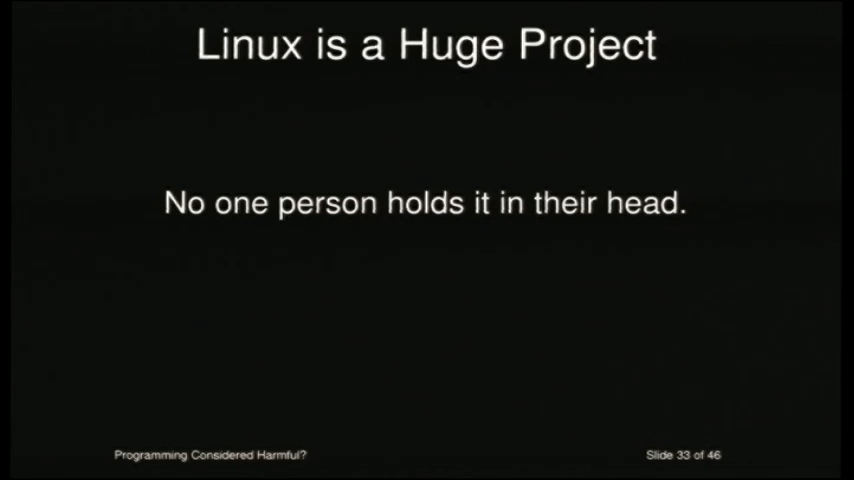 Linux is a Huge Project
No one person holds it in their head.
Programming Considered Harmful?
Slide 33 of 46